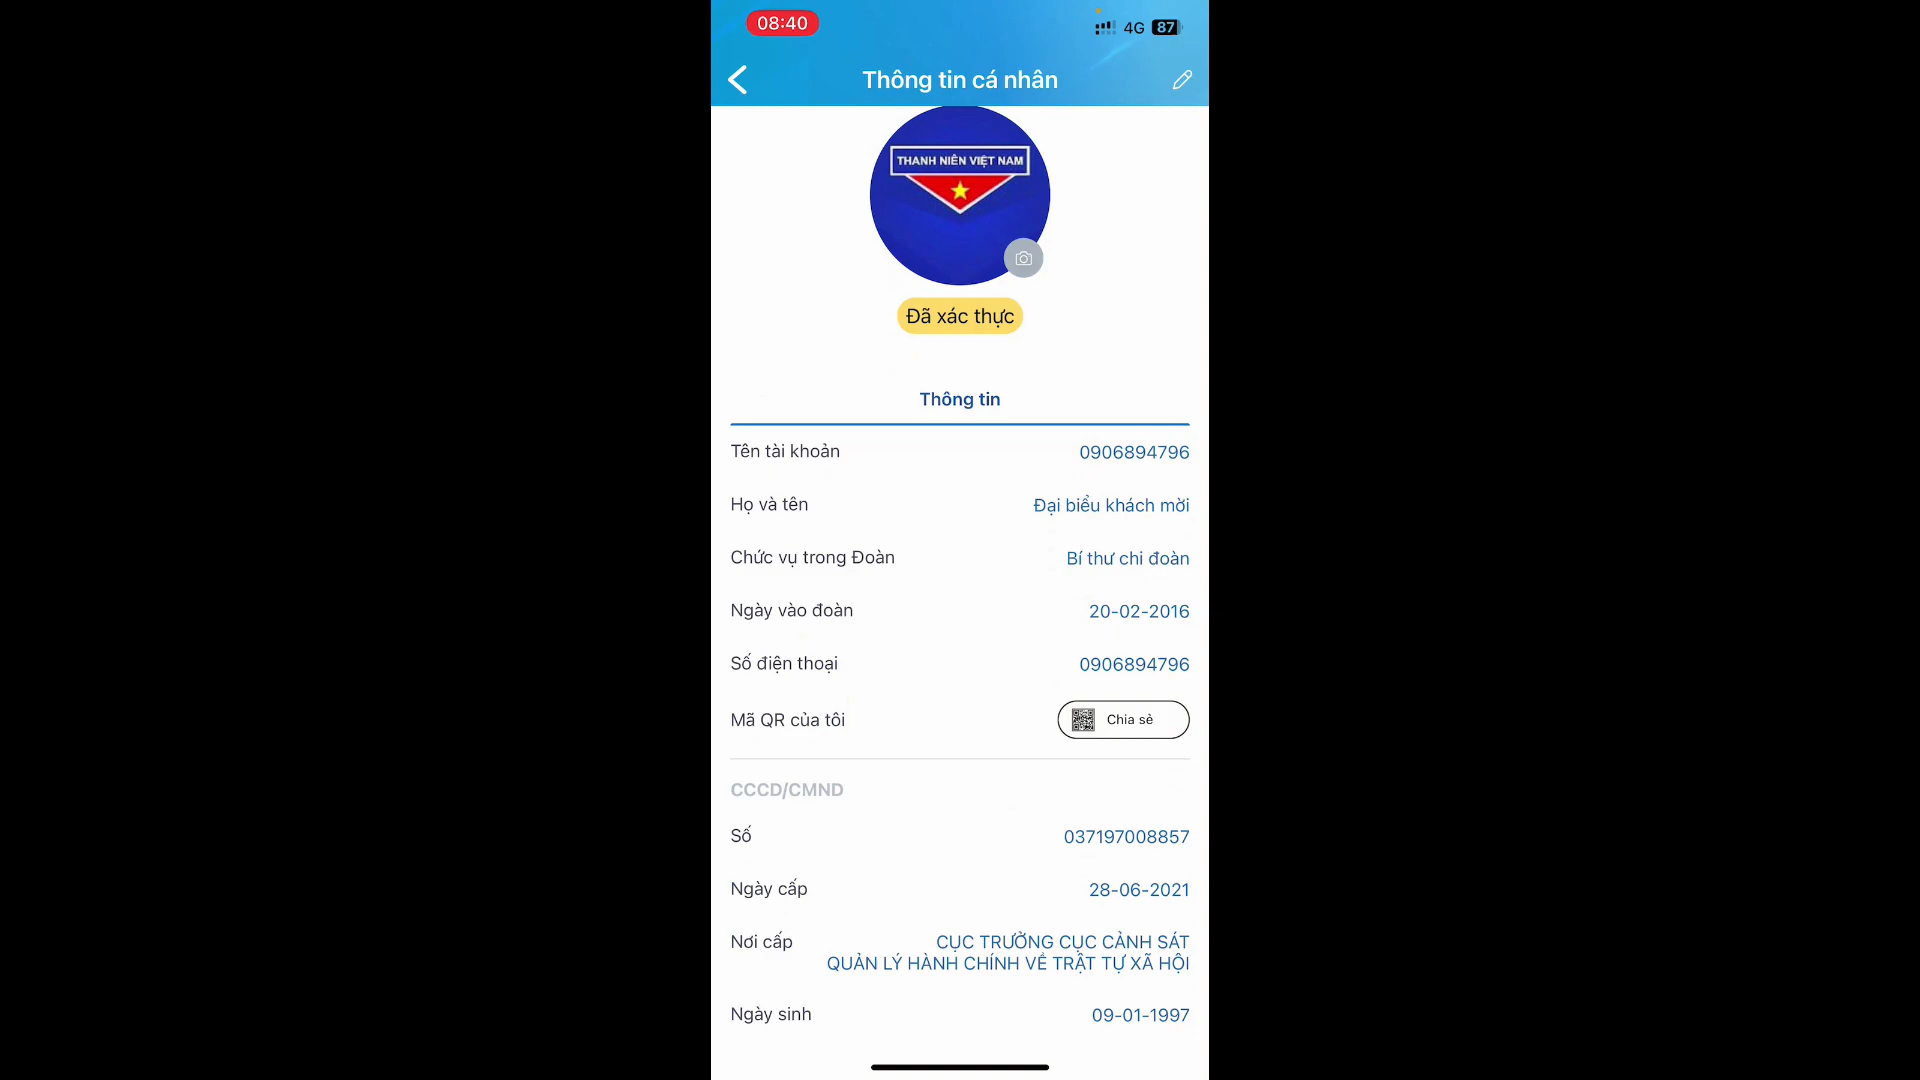 08:40
4G 87
Thông tin cá nhân
THANH NIÊN VIỆT NAM
Đã xác thực
Thông tin
Tên tài khoản 0906894796
Họ và tên Đại biểu khách mời
Chức vụ trong Đoàn Bí thư chi đoàn
Ngày vào đoàn 20-02-2016
Số điện thoại 0906894796
Mã QR của tôi Chia sẻ
CCCD/CMND
Số 037197008857
Ngày cấp 28-06-2021
Nơi cấp CỤC TRƯỞNG CỤC CẢNH SÁT
QUẢN LÝ HÀNH CHÍNH VỀ TRẬT TỰ XÃ HỘI
Ngày sinh 09-01-1997